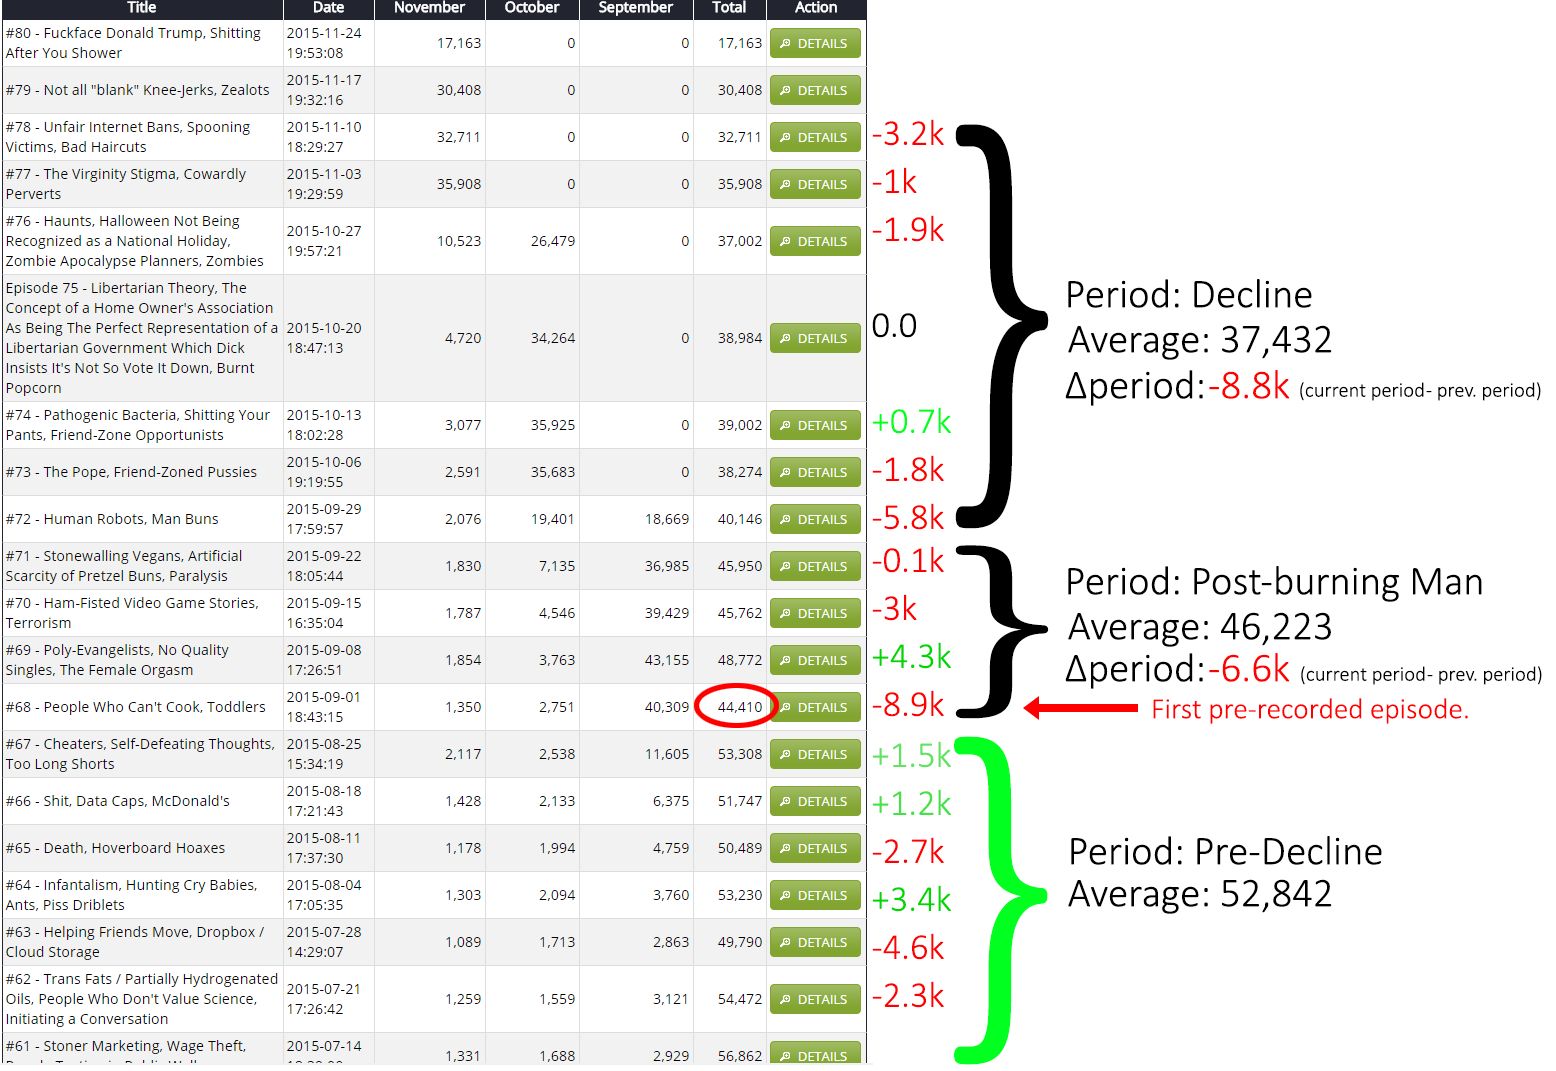 Title Date November October September Total Action
#80 - Fuckface Donald Trump, Shitting
After You Shower
2015-11-24
19:53:08
17,163 0 0 17,163 DETAILS
#79 - Not all "blank" Knee-Jerks, Zealots
2015-11-17
19:32:16
30,408 0 0 30,408 DETAILS
#78 - Unfair Internet Bans, Spooning
Victims, Bad Haircuts
2015-11-10
18:29:27
32,711 0 0 32,711 DETAILS
-3.2k
#77 - The Virginity Stigma, Cowardly
Perverts
2015-11-03
19:29:59
35,908 0 0 35,908 DETAILS
-1k
#76 - Haunts, Halloween Not Being
Recognized as a National Holiday,
Zombie Apocalypse Planners, Zombies
2015-10-27
19:57:21
10,523 26,479 0 37,002 DETAILS
-1.9k
Episode 75 - Libertarian Theory, The
Concept of a Home Owner's Association
As Being The Perfect Representation of a
Libertarian Government Which Dick
Insists It's Not So Vote It Down, Burnt
Popcorn
2015-10-20
18:47:13
4,720 34,264 0 38,984 DETAILS
0.0
#74 - Pathogenic Bacteria, Shitting Your
Pants, Friend-Zone Opportunists
2015-10-13
18:02:28
3,077 35,925 0 39,002 DETAILS
+0.7k
#73 - The Pope, Friend-Zoned Pussies
2015-10-06
19:19:55
2,591 35,683 0 38,274 DETAILS
-1.8k
#72 - Human Robots, Man Buns
2015-09-29
17:59:57
2,076 19,401 18,669 40,146 DETAILS
-5.8k
Period: Decline
Average: 37,432
Δperiod:-8.8k (current period- prev. period)
#71 - Stonewalling Vegans, Artificial
Scarcity of Pretzel Buns, Paralysis
2015-09-22
18:05:44
1,830 7,135 36,985 45,950 DETAILS
-0.1k
#70 - Ham-Fisted Video Game Stories,
Terrorism
2015-09-15
16:35:04
1,787 4,546 39,429 45,762 DETAILS
-3k
#69 - Poly-Evangelists, No Quality
Singles, The Female Orgasm
2015-09-08
17:26:51
1,854 3,763 43,155 48,772 DETAILS
+4.3k
#68 - People Who Can't Cook, Toddlers
2015-09-01
18:43:15
1,350 2,751 40,309 44,410 DETAILS
-8.9k
Period: Post-burning Man
Average: 46,223
Δperiod:-6.6k (current period- prev. period)
First pre-recorded episode.
#67 - Cheaters, Self-Defeating Thoughts,
Too Long Shorts
2015-08-25
15:34:19
2,117 2,538 11,605 53,308 DETAILS
+1.5k
#66 - Shit, Data Caps, McDonald's
2015-08-18
17:21:43
1,428 2,133 6,375 51,747 DETAILS
+1.2k
#65 - Death, Hoverboard Hoaxes
2015-08-11
17:37:30
1,178 1,994 4,759 50,489 DETAILS
-2.7k
#64 - Infantalism, Hunting Cry Babies,
Ants, Piss Driblets
2015-08-04
17:05:35
1,303 2,094 3,760 53,230 DETAILS
+3.4k
#63 - Helping Friends Move, Dropbox /
Cloud Storage
2015-07-28
14:29:07
1,089 1,713 2,863 49,790 DETAILS
-4.6k
#62 - Trans Fats / Partially Hydrogenated
Oils, People Who Don't Value Science,
Initiating a Conversation
2015-07-21
17:26:42
1,259 1,559 3,121 54,472 DETAILS
-2.3k
#61 - Stoner Marketing, Wage Theft,
2015-07-14
1,331 1,688 2,929 56,862 DETAILS
Period: Pre-Decline
Average: 52,842